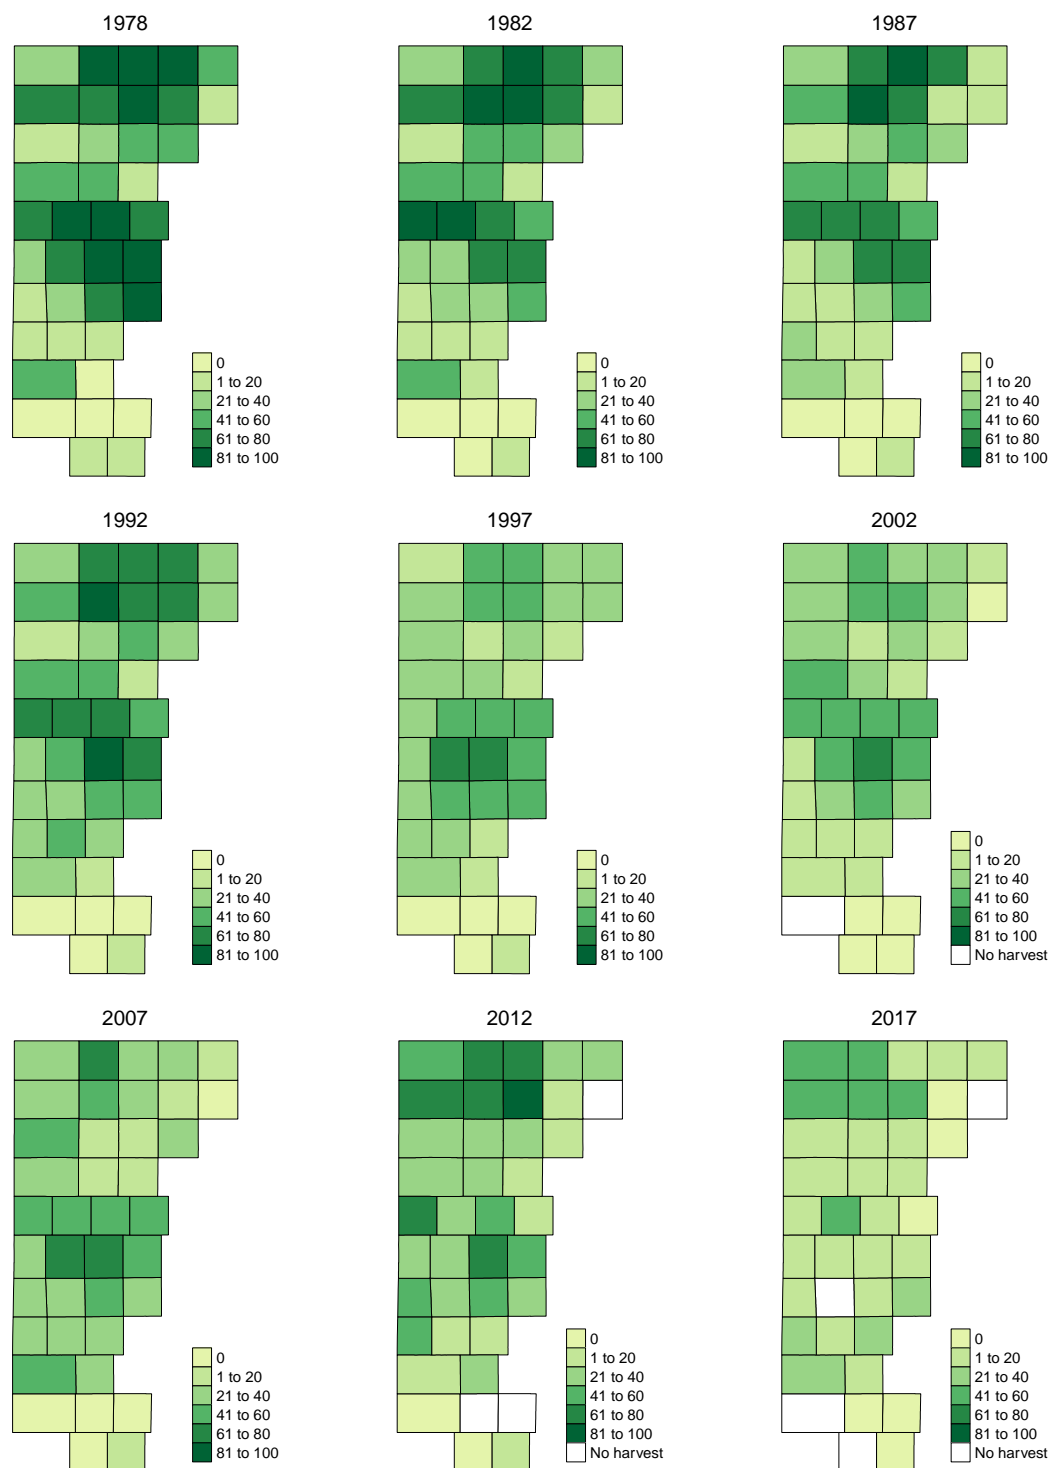 1978
1982
1987
0
1 to 20
21 to 40
41 to 60
61 to 80
81 to 100
0
1 to 20
21 to 40
41 to 60
61 to 80
81 to 100
0
1 to 20
21 to 40
41 to 60
61 to 80
81 to 100
1992
1997
2002
0
1 to 20
21 to 40
41 to 60
61 to 80
81 to 100
0
1 to 20
21 to 40
41 to 60
61 to 80
81 to 100
0
1 to 20
21 to 40
41 to 60
61 to 80
81 to 100
No harvest
2007
2012
2017
0
1 to 20
21 to 40
41 to 60
61 to 80
81 to 100
0
1 to 20
21 to 40
41 to 60
61 to 80
81 to 100
No harvest
0
1 to 20
21 to 40
41 to 60
61 to 80
81 to 100
No harvest